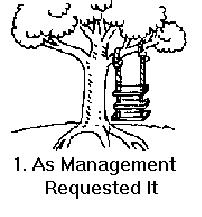 1. As Management
Requested It